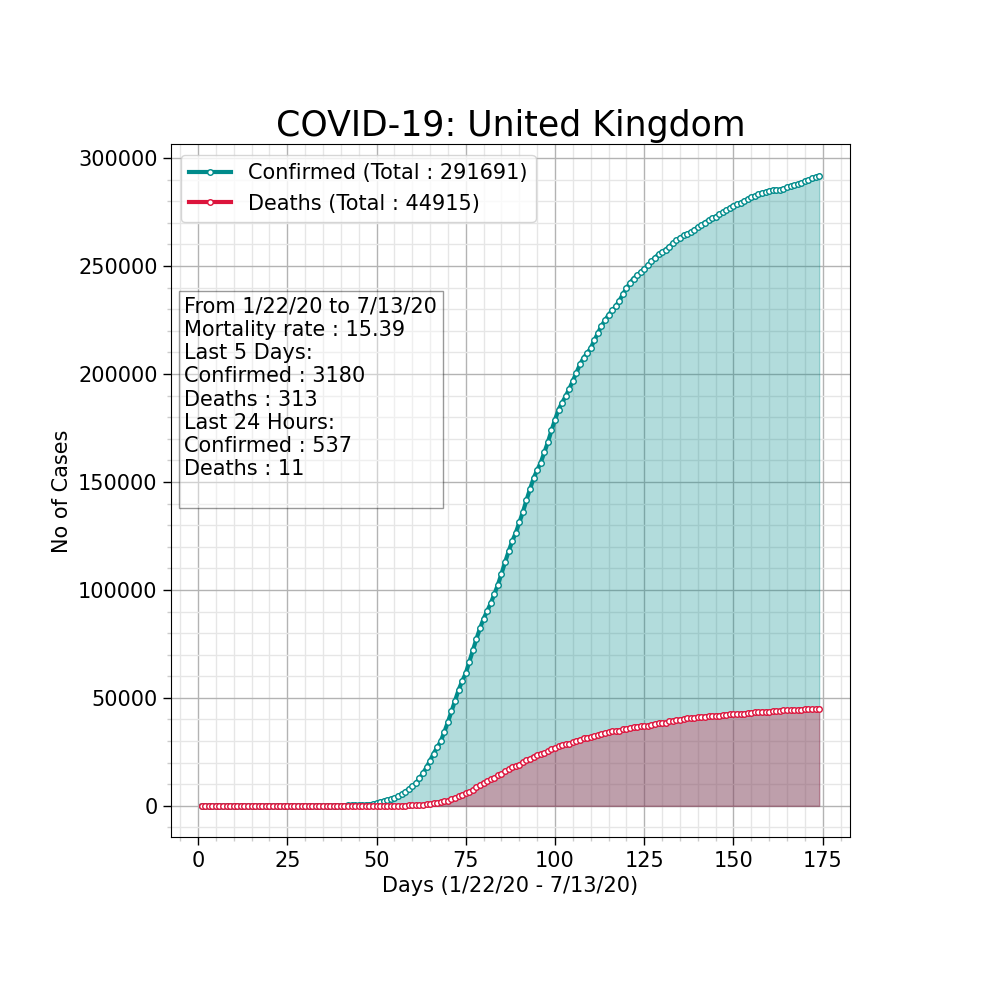 COVID-19: United Kingdom
300000
250000
200000
150000
100000
50000
0
No of Cases
Confirmed (Total : 291691)
Deaths (Total : 44915)
From 1/22/20 to 7/13/20
Mortality rate : 15.39
Last 5 Days:
Confirmed : 3180
Deaths : 313
Last 24 Hours:
Confirmed : 537
Deaths : 11
0 25 50 75 100 125 150 175
Days (1/22/20 - 7/13/20)